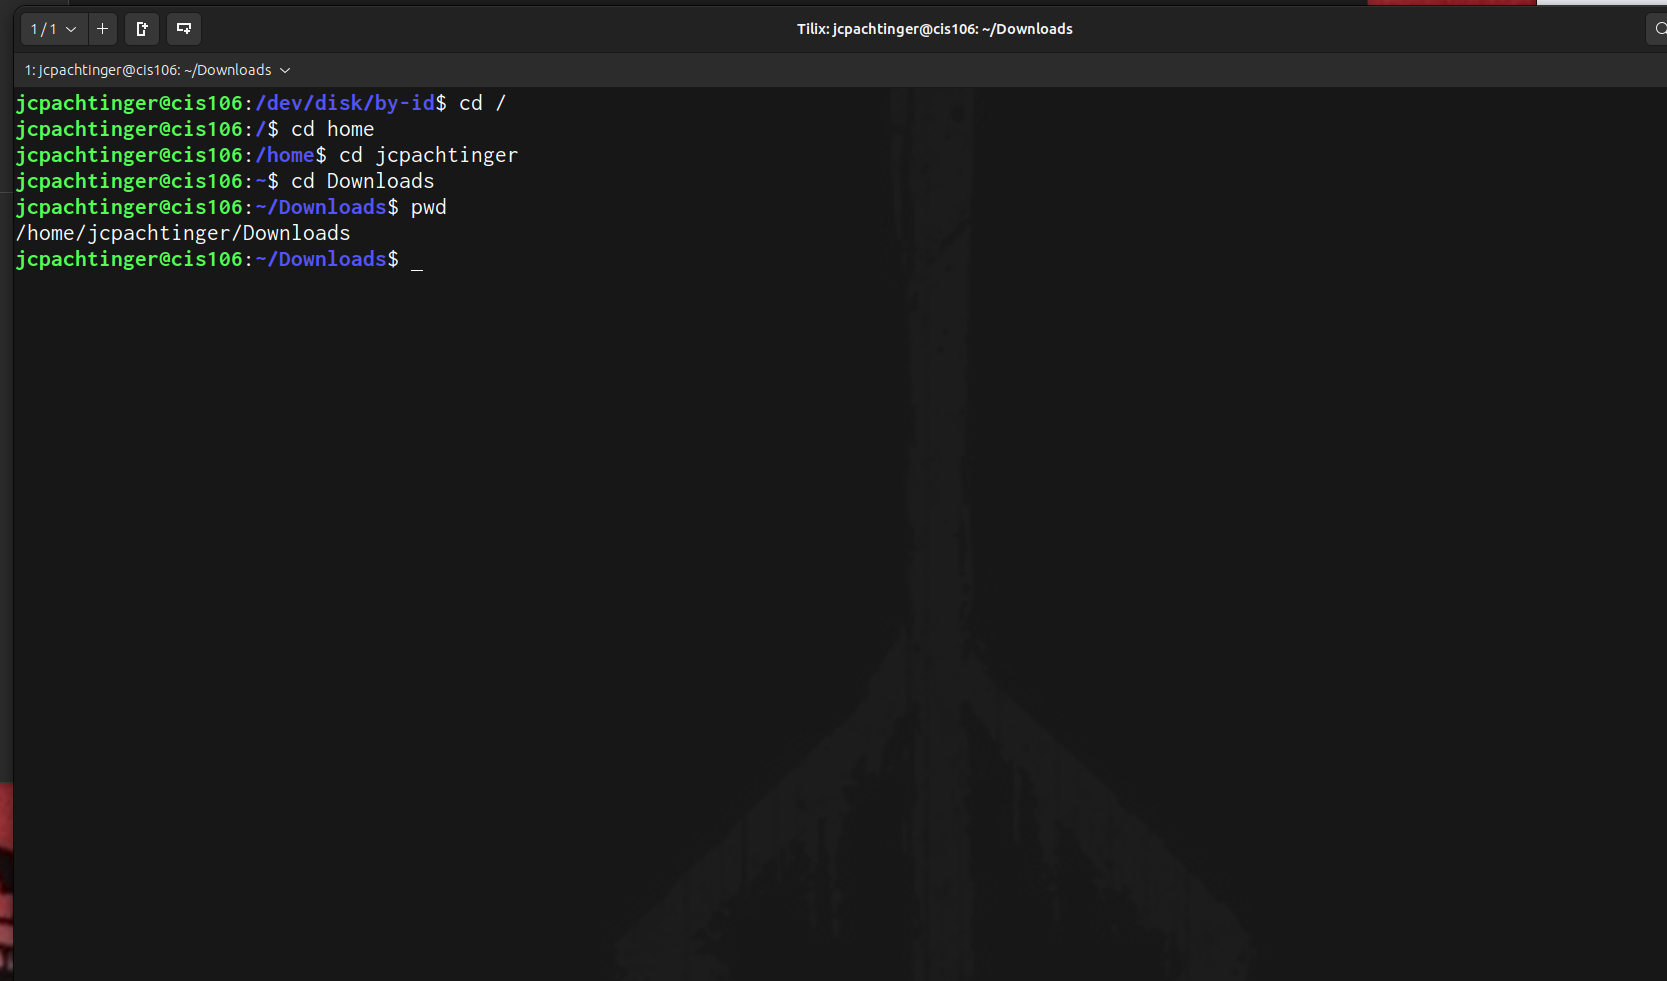 1 / 1
Tilix: jcpachtinger@cis106: ~/Downloads
1: jcpachtinger@cis106: ~/Downloads
jcpachtinger@cis106:/dev/disk/by-id$ cd /
jcpachtinger@cis106:/$ cd home
jcpachtinger@cis106:/home$ cd jcpachtinger
jcpachtinger@cis106:~$ cd Downloads
jcpachtinger@cis106:~/Downloads$ pwd
/home/jcpachtinger/Downloads
jcpachtinger@cis106:~/Downloads$ _